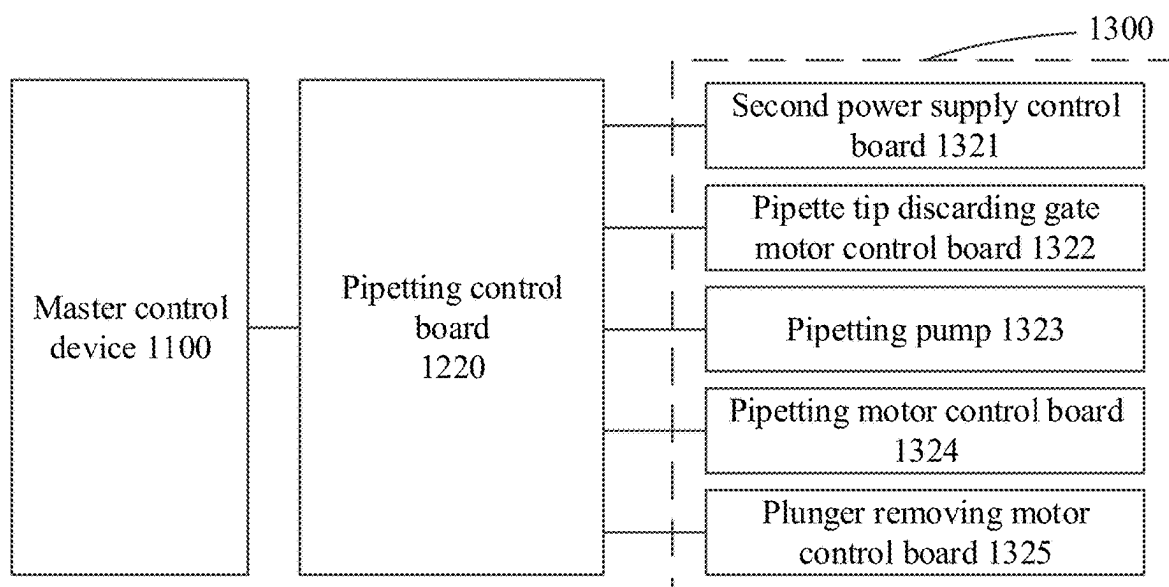 1300
Master control
device 1100
Pipetting control
board
1220
Second power supply control
board 1321
Pipette tip discarding gate
motor control board 1322
Pipetting pump 1323
Pipetting motor control board
1324
Plunger removing motor
control board 1325